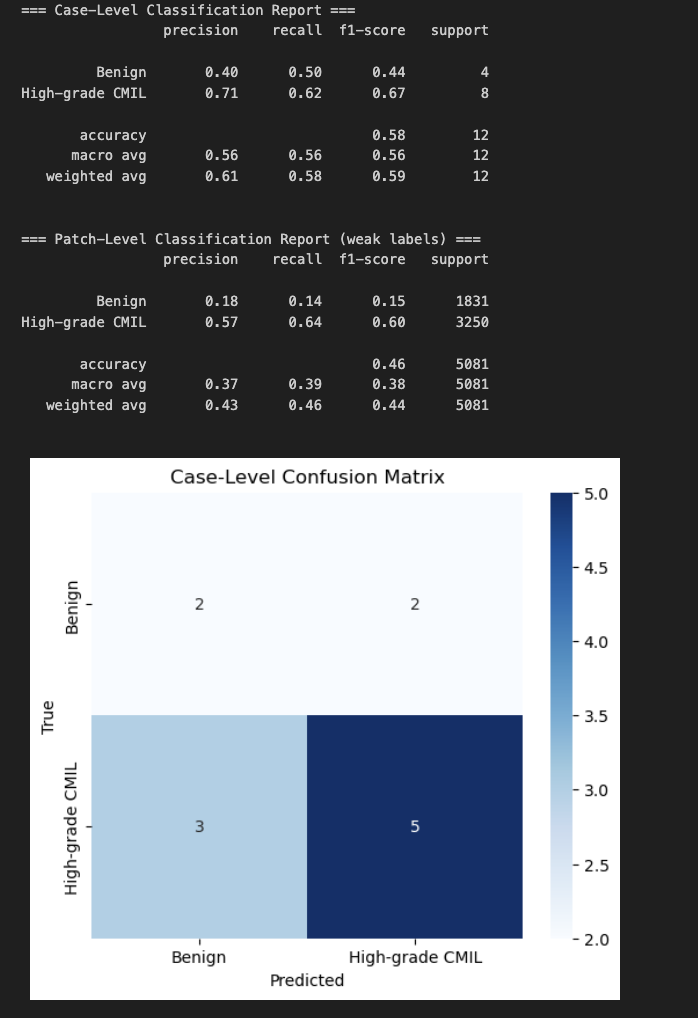 === Case-Level Classification Report ===
precision recall f1-score support
Benign 0.40 0.50 0.44 4
High-grade CMIL 0.71 0.62 0.67 8
accuracy 0.58 12
macro avg 0.56 0.56 0.56 12
weighted avg 0.61 0.58 0.59 12
=== Patch-Level Classification Report (weak labels) ===
precision recall f1-score support
Benign 0.18 0.14 0.15 1831
High-grade CMIL 0.57 0.64 0.60 3250
accuracy 0.46 5081
macro avg 0.37 0.39 0.38 5081
weighted avg 0.43 0.46 0.44 5081
Case-Level Confusion Matrix
True
Benign
2 2
High-grade CMIL
3 5
Benign High-grade CMIL
Predicted
5.0
4.5
4.0
3.5
3.0
2.5
2.0